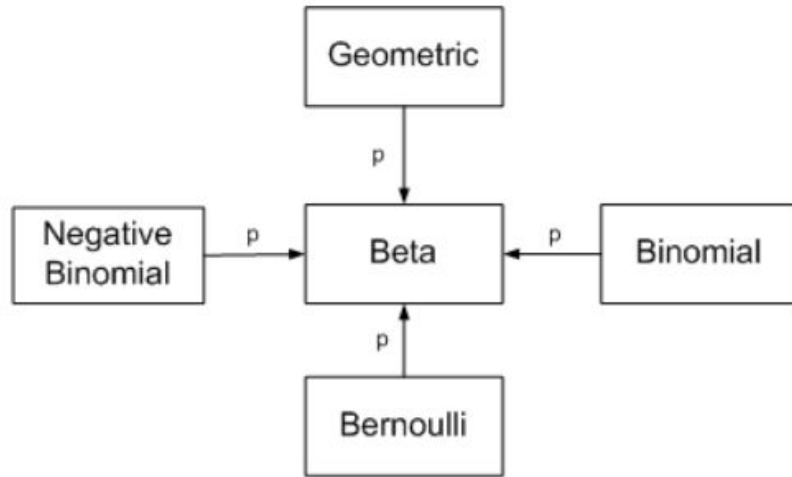 Geometric
p
Negative
Binomial
p
Beta
p
Binomial
p
Bernoulli